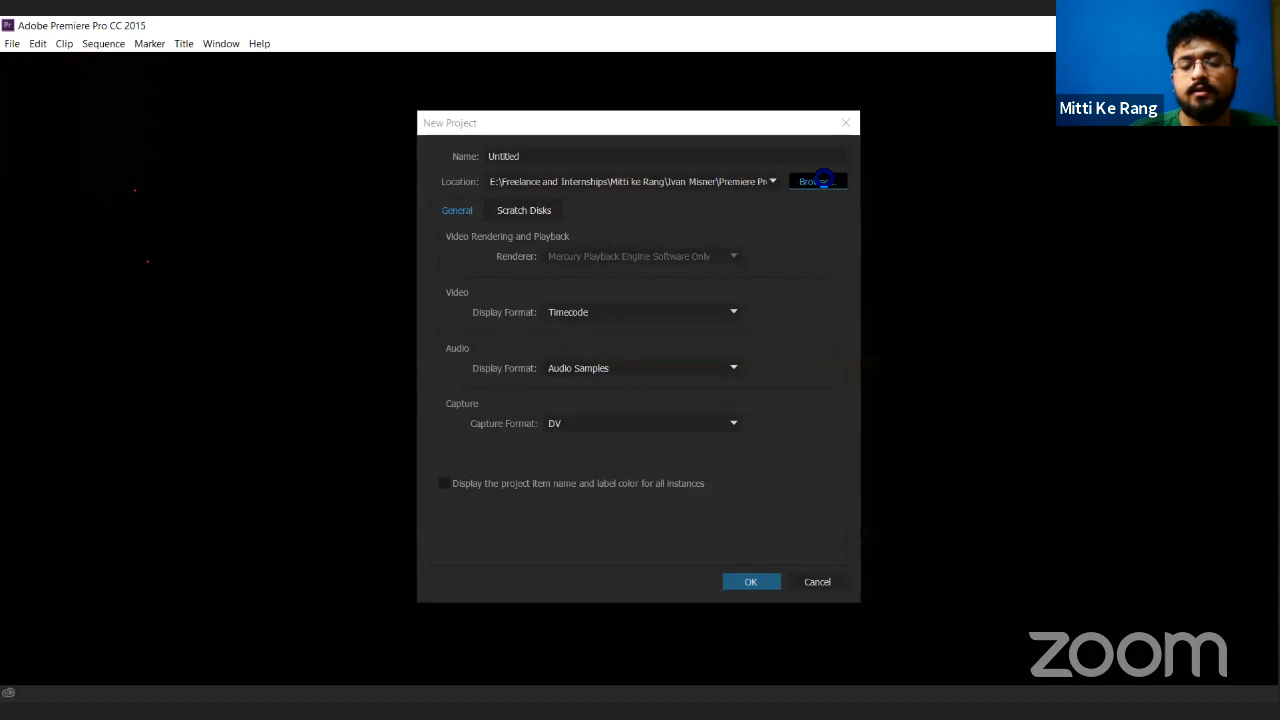 Pr Adobe Premiere Pro CC 2015
File Edit Clip Sequence Marker Title Window Help
Mitti Ke Rang
New Project
Name: Untitled
Location: E:\Freelance and Internships\Mitti ke Rang\Ivan Misner\Premiere Pr
General Scratch Disks
Video Rendering and Playback
Renderer: Mercury Playback Engine Software Only
Video
Display Format: Timecode
Audio
Display Format: Audio Samples
Capture
Capture Format: DV
Display the project item name and label color for all instances
OK Cancel
zoom